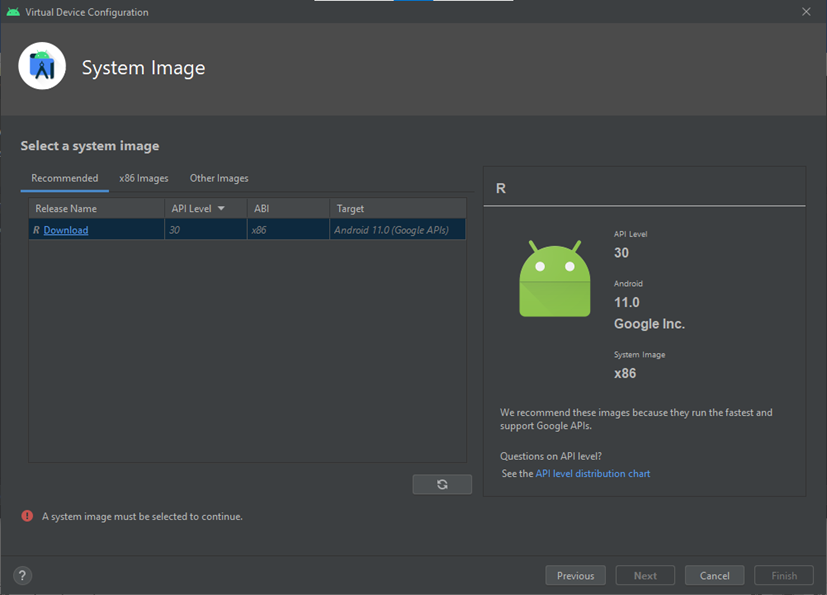 Virtual Device Configuration
System Image
Select a system image
Recommended x86 Images Other Images
Release Name API Level ABI Target
R Download 30 x86 Android 11.0 (Google APIs)
R
API Level
30
Android
11.0
Google Inc.
System Image
x86
We recommend these images because they run the fastest and
support Google APIs.
Questions on API level?
See the API level distribution chart
A system image must be selected to continue.
? Previous Next Cancel Finish